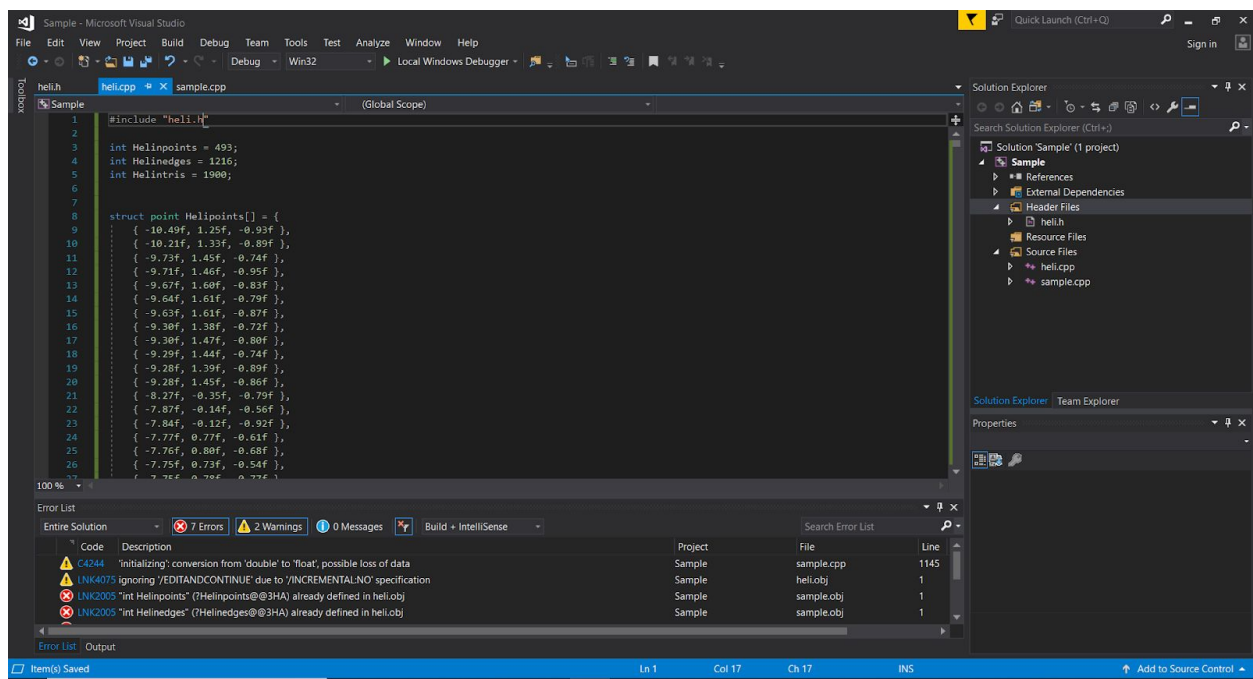 Sample - Microsoft Visual Studio
Quick Launch (Ctrl+Q)
File Edit View Project Build Debug Team Tools Test Analyze Window Help
Sign in
Debug Win32 Local Windows Debugger
Toolbox
heli.h heli.cpp sample.cpp
Sample (Global Scope)
1 #include "heli.h"
2
3 int Helinpoints = 493;
4 int Helinedges = 1216;
5 int Helintris = 1900;
6
7
8 struct point Helipoints[] = {
9 { -10.49f, 1.25f, -0.93f },
10 { -10.21f, 1.33f, -0.89f },
11 { -9.73f, 1.45f, -0.74f },
12 { -9.71f, 1.46f, -0.95f },
13 { -9.67f, 1.60f, -0.83f },
14 { -9.64f, 1.61f, -0.79f },
15 { -9.63f, 1.61f, -0.87f },
16 { -9.30f, 1.38f, -0.72f },
17 { -9.30f, 1.47f, -0.80f },
18 { -9.29f, 1.44f, -0.74f },
19 { -9.28f, 1.39f, -0.89f },
20 { -9.28f, 1.45f, -0.86f },
21 { -8.27f, -0.35f, -0.79f },
22 { -7.87f, -0.14f, -0.56f },
23 { -7.84f, -0.12f, -0.92f },
24 { -7.77f, 0.77f, -0.61f },
25 { -7.76f, 0.80f, -0.68f },
26 { -7.75f, 0.73f, -0.54f },
100 %
Solution Explorer
Search Solution Explorer (Ctrl+;)
Solution 'Sample' (1 project)
Sample
References
External Dependencies
Header Files
heli.h
Resource Files
Source Files
heli.cpp
sample.cpp
Solution Explorer Team Explorer
Properties
Error List
Entire Solution 7 Errors 2 Warnings 0 Messages Build + IntelliSense Search Error List
Code Description Project File Line
C4244 'initializing': conversion from 'double' to 'float', possible loss of data Sample sample.cpp 1145
LNK4075 ignoring '/EDITANDCONTINUE' due to '/INCREMENTAL:NO' specification Sample heli.obj 1
LNK2005 "int Helinpoints" (?Helinpoints@@3HA) already defined in heli.obj Sample sample.obj 1
LNK2005 "int Helinedges" (?Helinedges@@3HA) already defined in heli.obj Sample sample.obj 1
Error List Output
Item(s) Saved Ln 1 Col 17 Ch 17 INS Add to Source Control